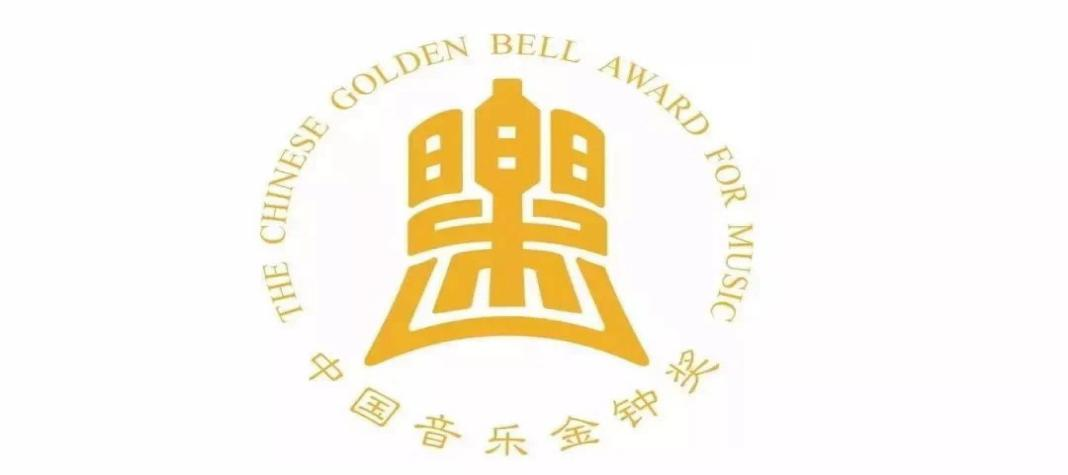 THE CHINESE GOLDEN BELL AWARD FOR MUSIC
中国音乐金钟奖